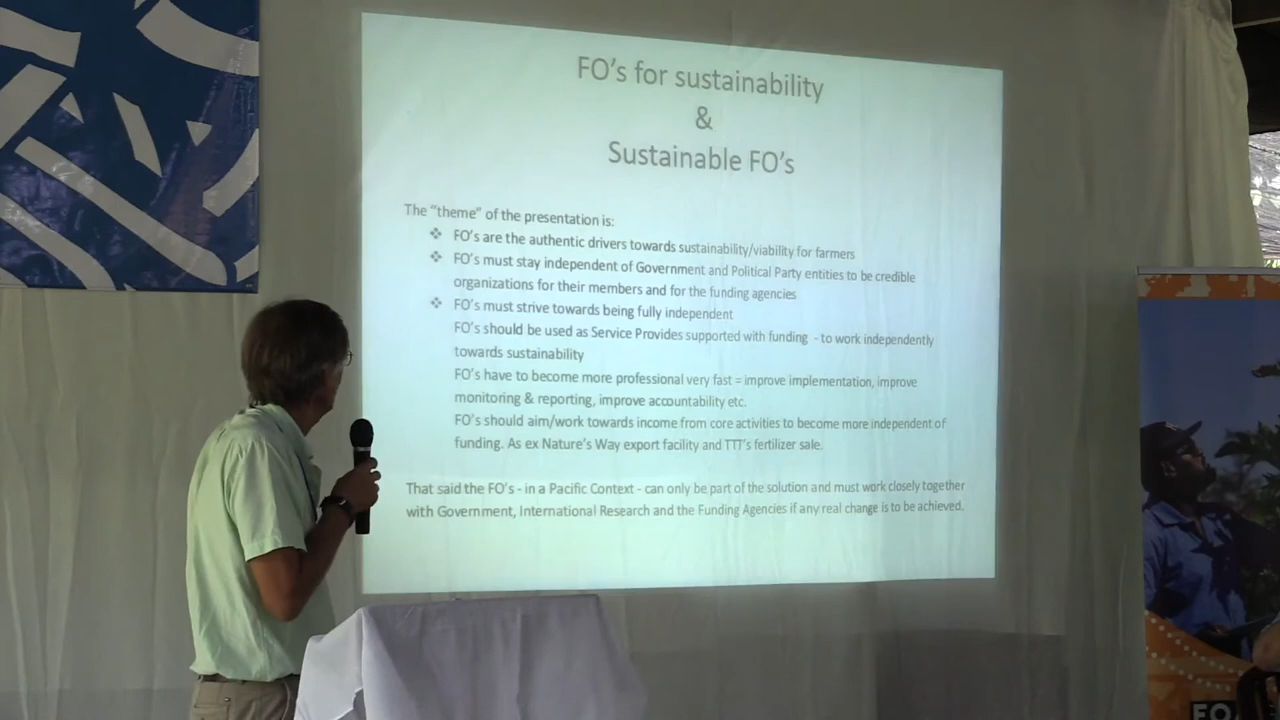 FO's for sustainability
&
Sustainable FO's
The "theme" of the presentation is:
❖ FO's are the authentic drivers towards sustainability/viability for farmers
❖ FO's must stay independent of Government and Political Party entities to be credible
organizations for their members and for the funding agencies
❖ FO's must strive towards being fully independent
FO's should be used as Service Provides supported with funding - to work independently
towards sustainability
FO's have to become more professional very fast = improve implementation, improve
monitoring & reporting, improve accountability etc.
FO's should aim/work towards income from core activities to become more independent of
funding. As ex Nature's Way export facility and TTT's fertilizer sale.
That said the FO's - in a Pacific Context - can only be part of the solution and must work closely together
with Government, International Research and the Funding Agencies if any real change is to be achieved.
FO